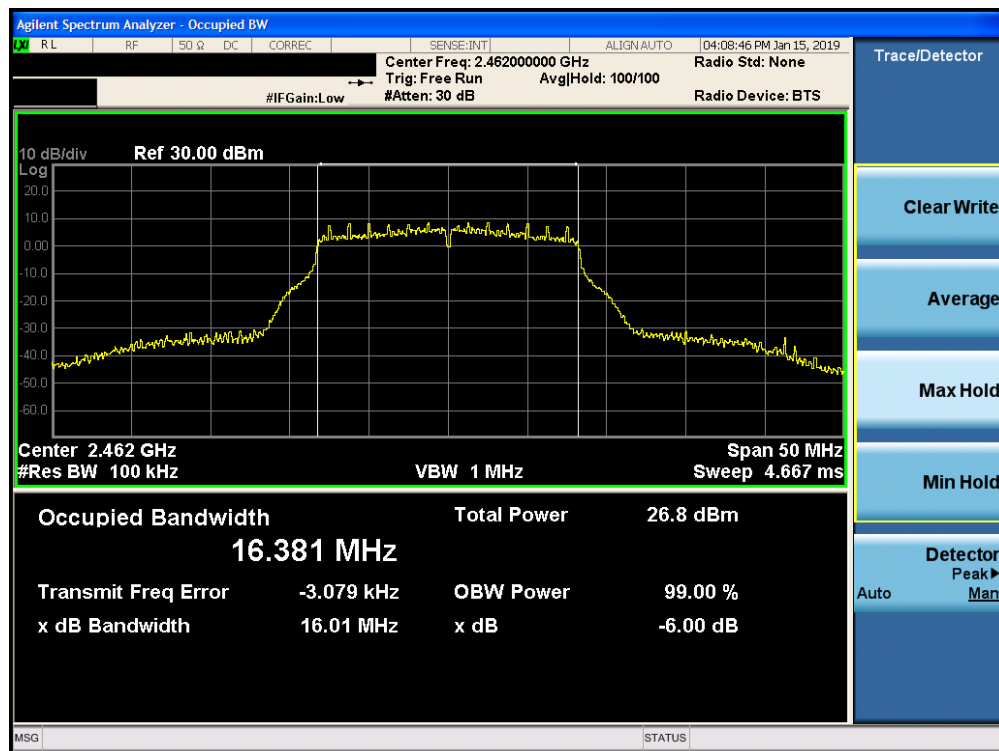 Agilent Spectrum Analyzer - Occupied BW
LXI RL RF 50 Ω DC CORREC SENSE:INT ALIGN AUTO 04:08:46 PM Jan 15, 2019
Center Freq: 2.462000000 GHz Radio Std: None
Trig: Free Run Avg|Hold: 100/100
#IFGain:Low #Atten: 30 dB Radio Device: BTS
10 dB/div Ref 30.00 dBm
Log
20.0
10.0
0.00
-10.0
-20.0
-30.0
-40.0
-50.0
-60.0
Center 2.462 GHz Span 50 MHz
#Res BW 100 kHz VBW 1 MHz Sweep 4.667 ms
Occupied Bandwidth Total Power 26.8 dBm
16.381 MHz
Transmit Freq Error -3.079 kHz OBW Power 99.00 %
x dB Bandwidth 16.01 MHz x dB -6.00 dB
MSG STATUS
Trace/Detector
Clear Write
Average
Max Hold
Min Hold
Detector
Peak▶
Auto Man